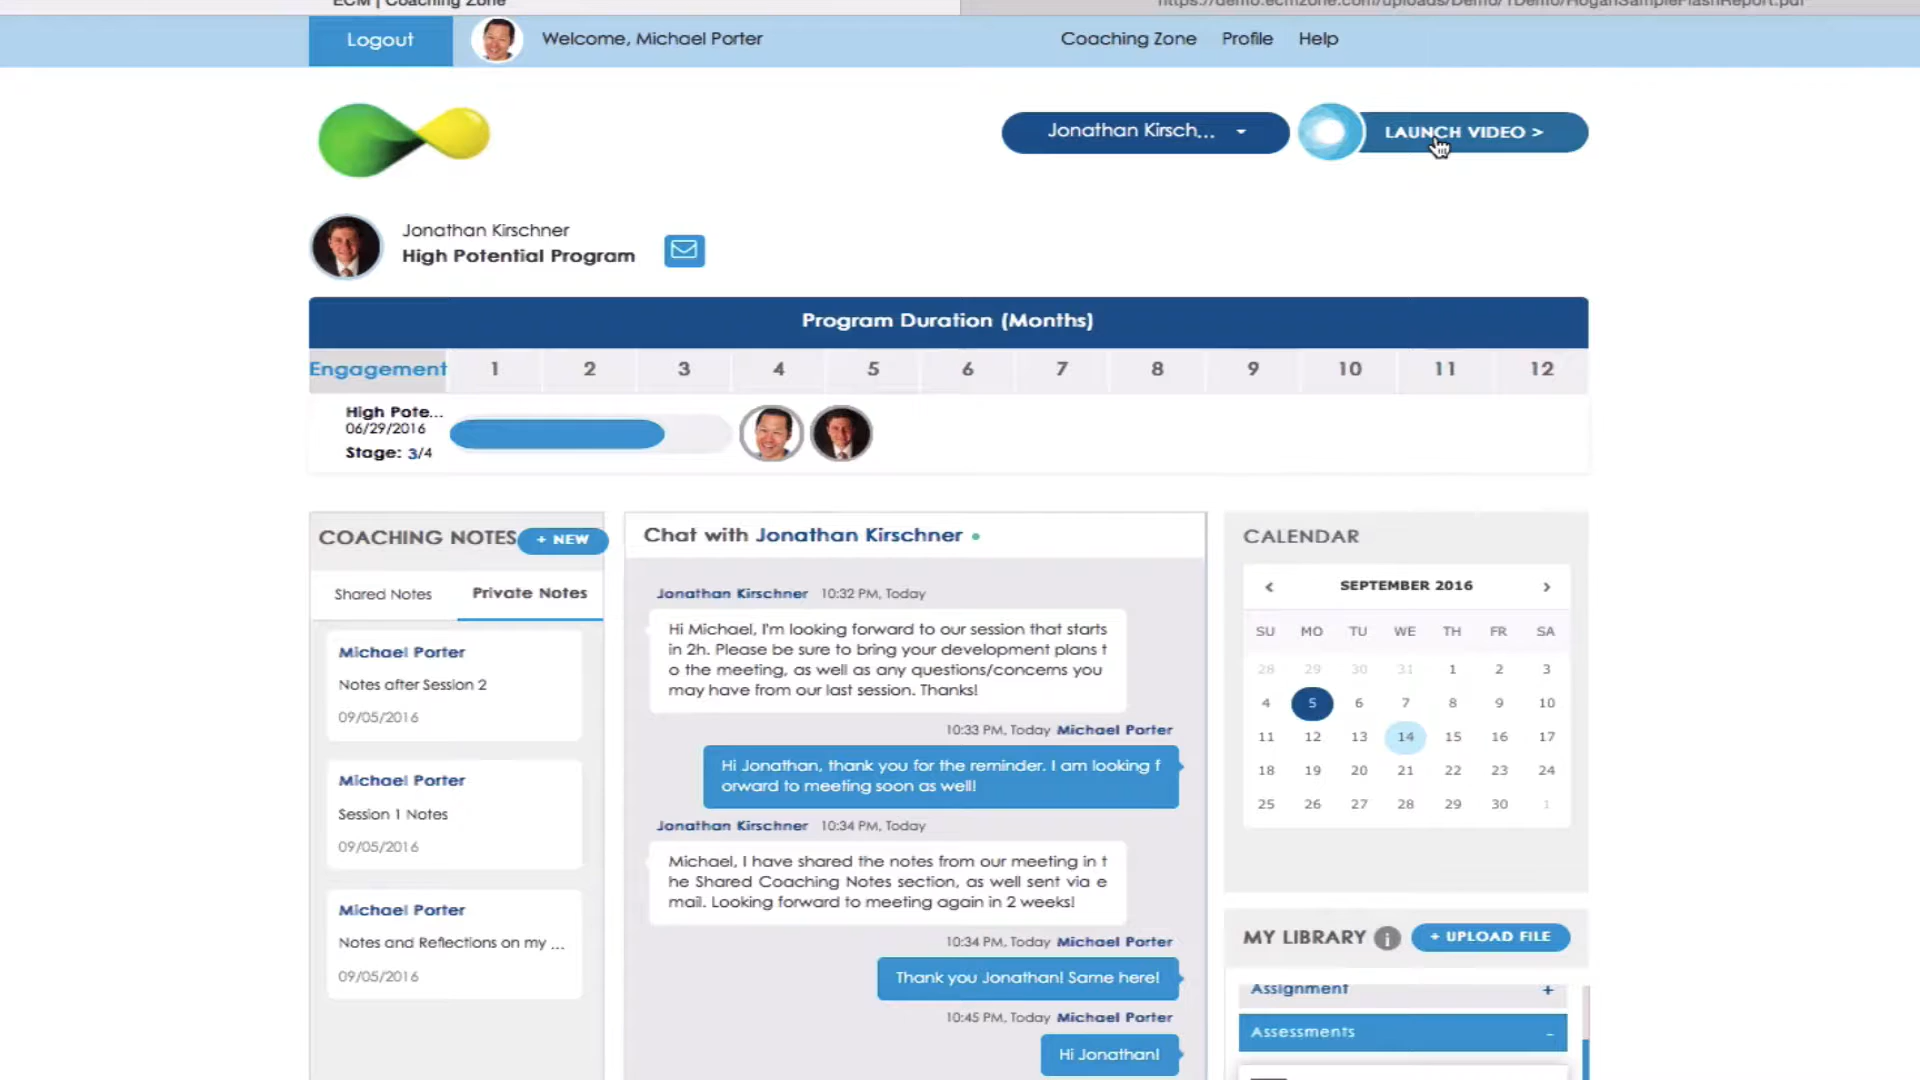 ECM | Coaching Zone
https://demo.ecmzone.com/uploads/Demo/1Demo/HoganSampleFlashReport.pdf
Logout
Welcome, Michael Porter
Coaching Zone Profile Help
Jonathan Kirsch...
LAUNCH VIDEO >
Jonathan Kirschner
High Potential Program
Program Duration (Months)
Engagement 1 2 3 4 5 6 7 8 9 10 11 12
High Pote...
06/29/2016
Stage: 3/4
COACHING NOTES + NEW
Shared Notes Private Notes
Michael Porter
Notes after Session 2
09/05/2016
Michael Porter
Session 1 Notes
09/05/2016
Michael Porter
Notes and Reflections on my ...
09/05/2016
Chat with Jonathan Kirschner
Jonathan Kirschner 10:32 PM, Today
Hi Michael, I'm looking forward to our session that starts
in 2h. Please be sure to bring your development plans t
o the meeting, as well as any questions/concerns you
may have from our last session. Thanks!
10:33 PM, Today Michael Porter
Hi Jonathan, thank you for the reminder. I am looking f
orward to meeting soon as well!
Jonathan Kirschner 10:34 PM, Today
Michael, I have shared the notes from our meeting in t
he Shared Coaching Notes section, as well sent via e
mail. Looking forward to meeting again in 2 weeks!
10:34 PM, Today Michael Porter
Thank you Jonathan! Same here!
10:45 PM, Today Michael Porter
Hi Jonathan!
CALENDAR
< SEPTEMBER 2016 >
SU MO TU WE TH FR SA
28 29 30 31 1 2 3
4 5 6 7 8 9 10
11 12 13 14 15 16 17
18 19 20 21 22 23 24
25 26 27 28 29 30 1
MY LIBRARY i + UPLOAD FILE
Assignment +
Assessments -